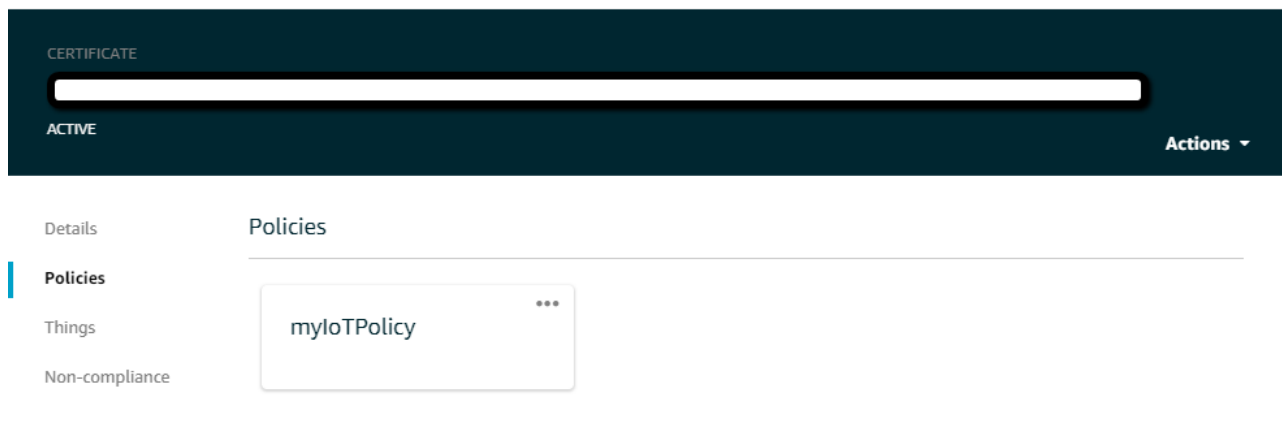 CERTIFICATE
ACTIVE
Actions
Details
Policies
Things
Non-compliance
Policies
myIoTPolicy